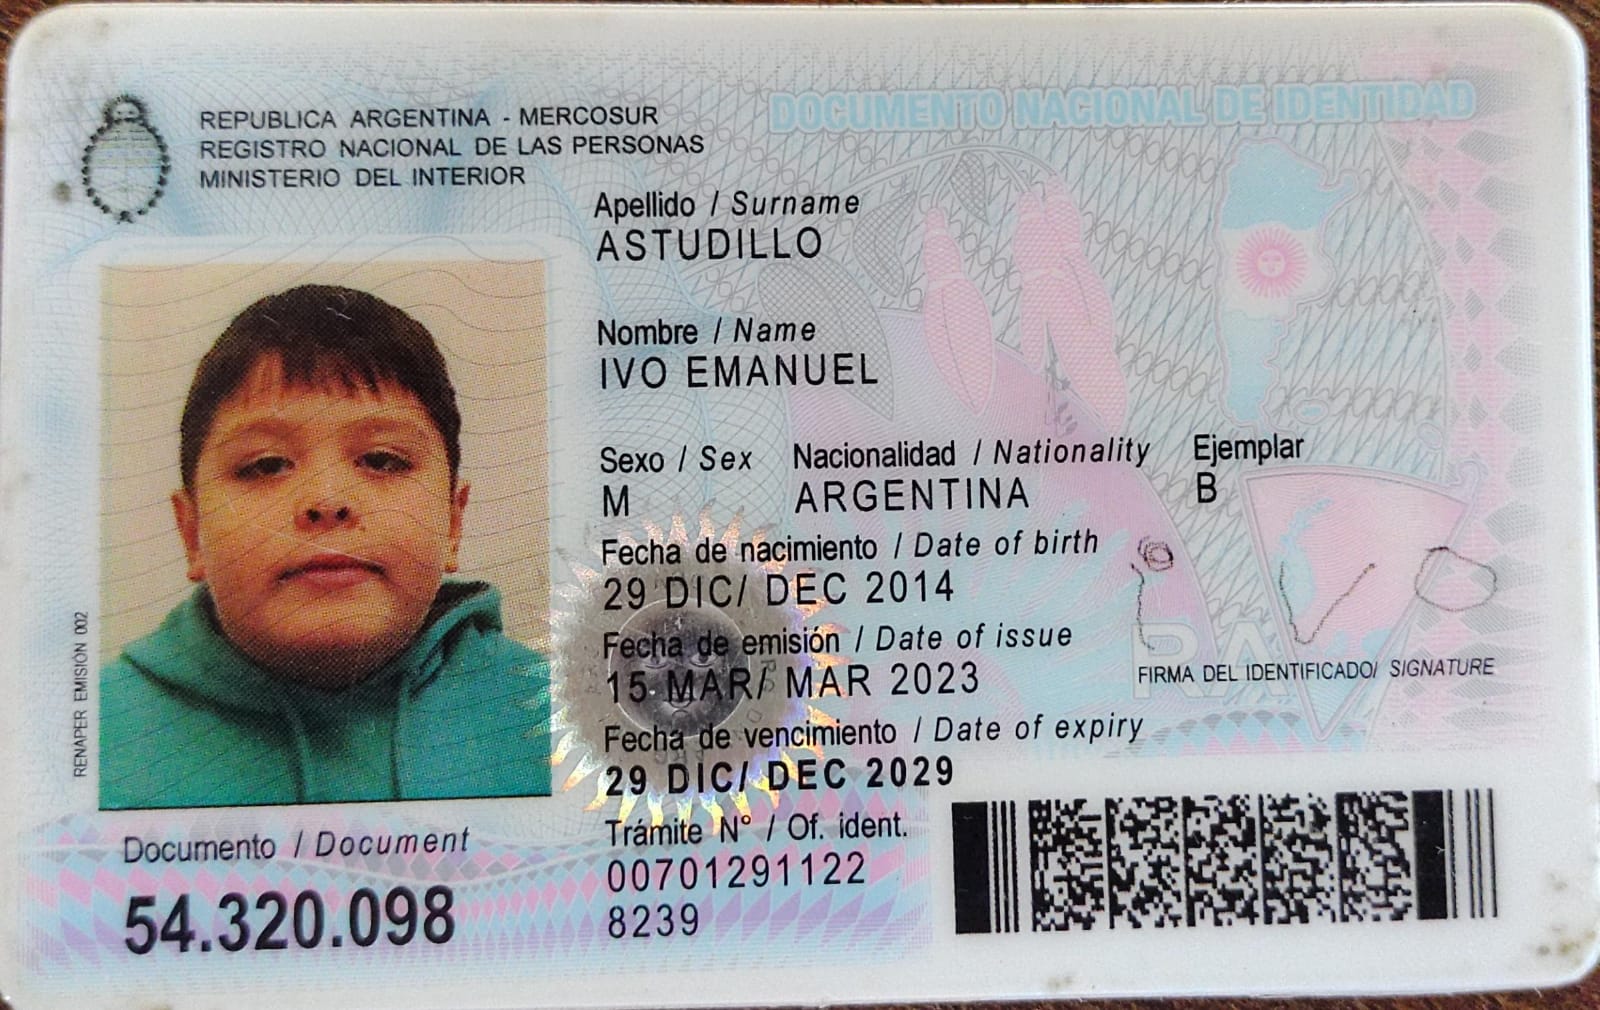 REPUBLICA ARGENTINA - MERCOSUR
REGISTRO NACIONAL DE LAS PERSONAS
MINISTERIO DEL INTERIOR
DOCUMENTO NACIONAL DE IDENTIDAD
Apellido / Surname
ASTUDILLO
Nombre / Name
IVO EMANUEL
Sexo / Sex Nacionalidad / Nationality Ejemplar
M ARGENTINA B
Fecha de nacimiento / Date of birth
29 DIC/ DEC 2014
Fecha de emisión / Date of issue
15 MAR/ MAR 2023
FIRMA DEL IDENTIFICADO/ SIGNATURE
Fecha de vencimiento / Date of expiry
29 DIC/ DEC 2029
Trámite N° / Of. ident.
00701291122
8239
Documento / Document
54.320.098
RENAPER EMISIÓN 002
RA